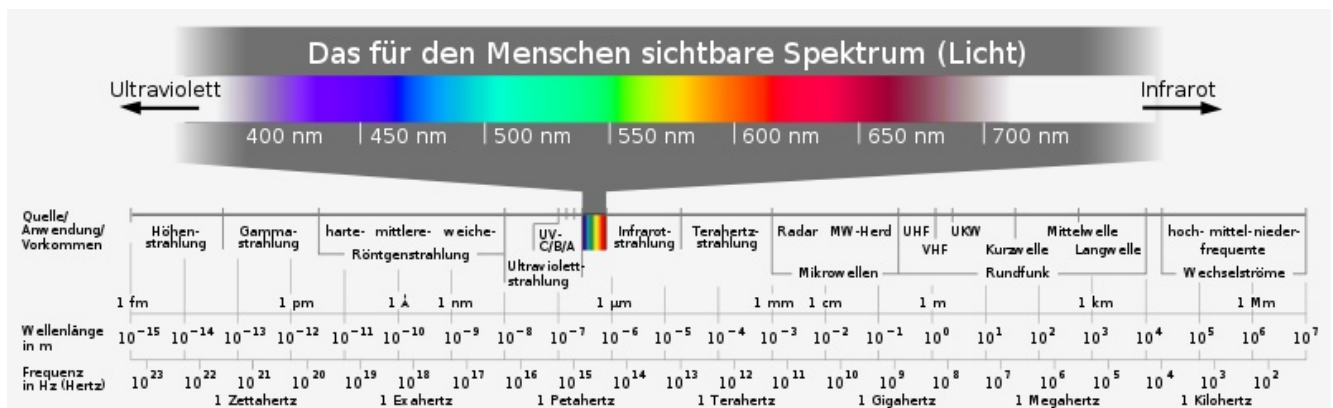 Das für den Menschen sichtbare Spektrum (Licht)
Ultraviolett
Infrarot
400 nm 450 nm 500 nm 550 nm 600 nm 650 nm 700 nm
Quelle/
Anwendung/
Vorkommen
Höhen-
strahlung
Gamma-
strahlung
harte- mittlere- weiche-
Röntgenstrahlung
UV-
C/B/A
Ultraviolett-
strahlung
Infrarot-
strahlung
Terahertz-
strahlung
Radar MW-Herd
Mikrowellen
UHF UKW Mittelwelle
VHF Kurzwelle Langwelle
Rundfunk
hoch- mittel- nieder-
frequente
Wechselströme
1 fm 1 pm 1 Å 1 nm 1 µm 1 mm 1 cm 1 m 1 km 1 Mm
Wellenlänge
in m
10⁻¹⁵ 10⁻¹⁴ 10⁻¹³ 10⁻¹² 10⁻¹¹ 10⁻¹⁰ 10⁻⁹ 10⁻⁸ 10⁻⁷ 10⁻⁶ 10⁻⁵ 10⁻⁴ 10⁻³ 10⁻² 10⁻¹ 10⁰ 10¹ 10² 10³ 10⁴ 10⁵ 10⁶ 10⁷
Frequenz
in Hz (Hertz)
10²³ 10²² 10²¹ 10²⁰ 10¹⁹ 10¹⁸ 10¹⁷ 10¹⁶ 10¹⁵ 10¹⁴ 10¹³ 10¹² 10¹¹ 10¹⁰ 10⁹ 10⁸ 10⁷ 10⁶ 10⁵ 10⁴ 10³ 10²
1 Zettahertz 1 Exahertz 1 Petahertz 1 Terahertz 1 Gigahertz 1 Megahertz 1 Kilohertz